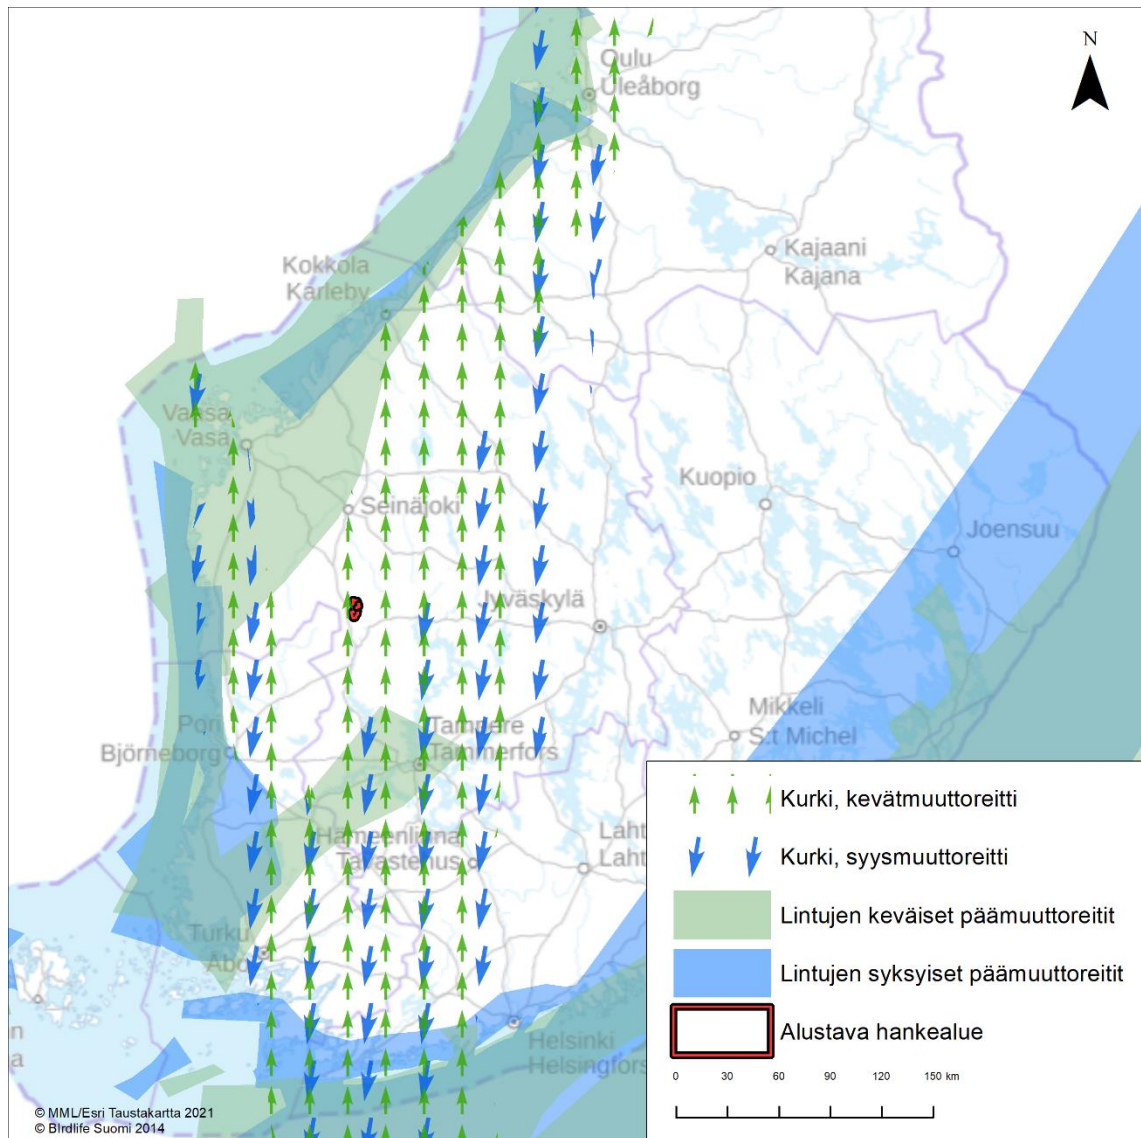 N
Oulu
Uleåborg
Kajaani
Kajana
Kokkola
Karleby
Vaasa
Vasa
Seinäjoki
Kuopio
Joensuu
Jyväskylä
Mikkeli
S:t Michel
Pori
Björneborg
Tampere
Tammerfors
Hämeenlinna
Tavastehus
Lahti
Laht
Turku
Åbo
Helsinki
Helsingfors
en
a
Kurki, kevätmuuttoreitti
Kurki, syysmuuttoreitti
Lintujen keväiset päämuuttoreitit
Lintujen syksyiset päämuuttoreitit
Alustava hankealue
0 30 60 90 120 150 km
© MML/Esri Taustakartta 2021
© Birdlife Suomi 2014